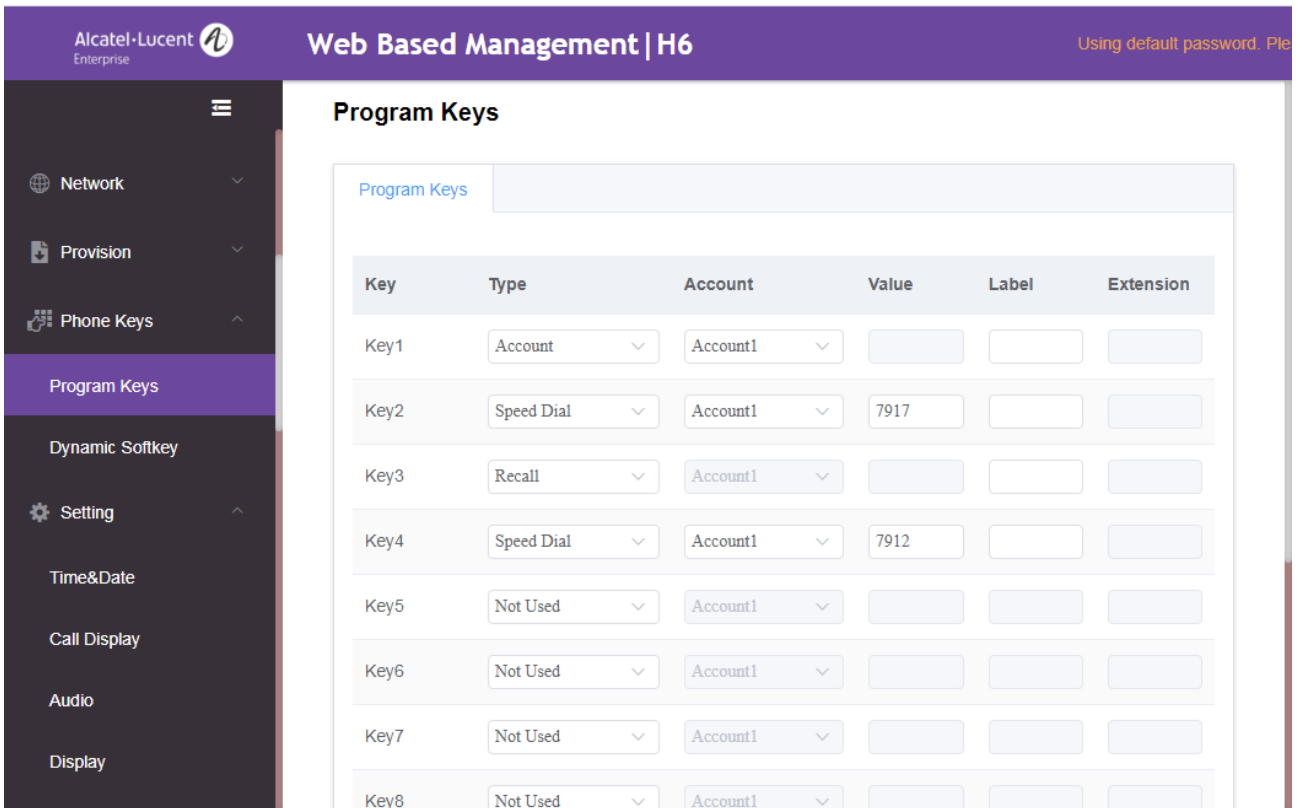 Alcatel·Lucent
Enterprise
Web Based Management | H6
Using default password. Ple
Network
Provision
Phone Keys
Program Keys
Dynamic Softkey
Setting
Time&Date
Call Display
Audio
Display
Program Keys
Program Keys
Key Type Account Value Label Extension
Key1 Account Account1
Key2 Speed Dial Account1 7917
Key3 Recall Account1
Key4 Speed Dial Account1 7912
Key5 Not Used Account1
Key6 Not Used Account1
Key7 Not Used Account1
Key8 Not Used Account1